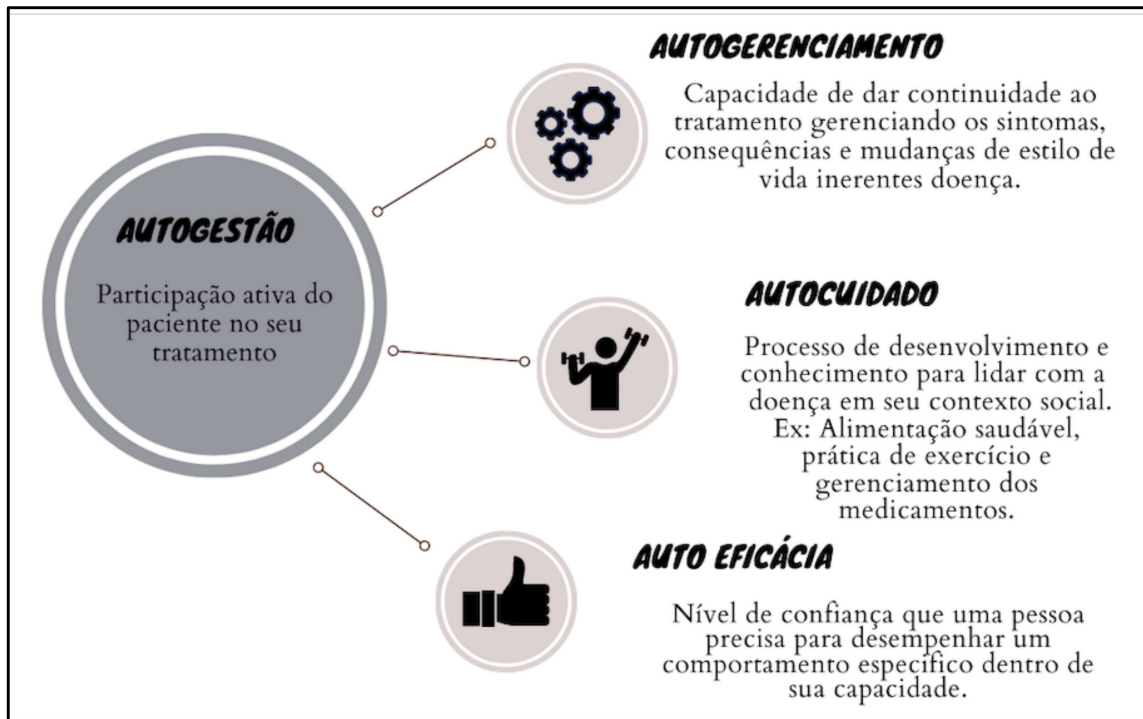 AUTOGESTÃO
Participação ativa do
paciente no seu
tratamento
AUTOGERENCIAMENTO
Capacidade de dar continuidade ao
tratamento gerenciando os sintomas,
consequências e mudanças de estilo de
vida inerentes doença.
AUTOCUIDADO
Processo de desenvolvimento e
conhecimento para lidar com a
doença em seu contexto social.
Ex: Alimentação saudável,
prática de exercício e
gerenciamento dos
medicamentos.
AUTO EFICÁCIA
Nível de confiança que uma pessoa
precisa para desempenhar um
comportamento específico dentro de
sua capacidade.